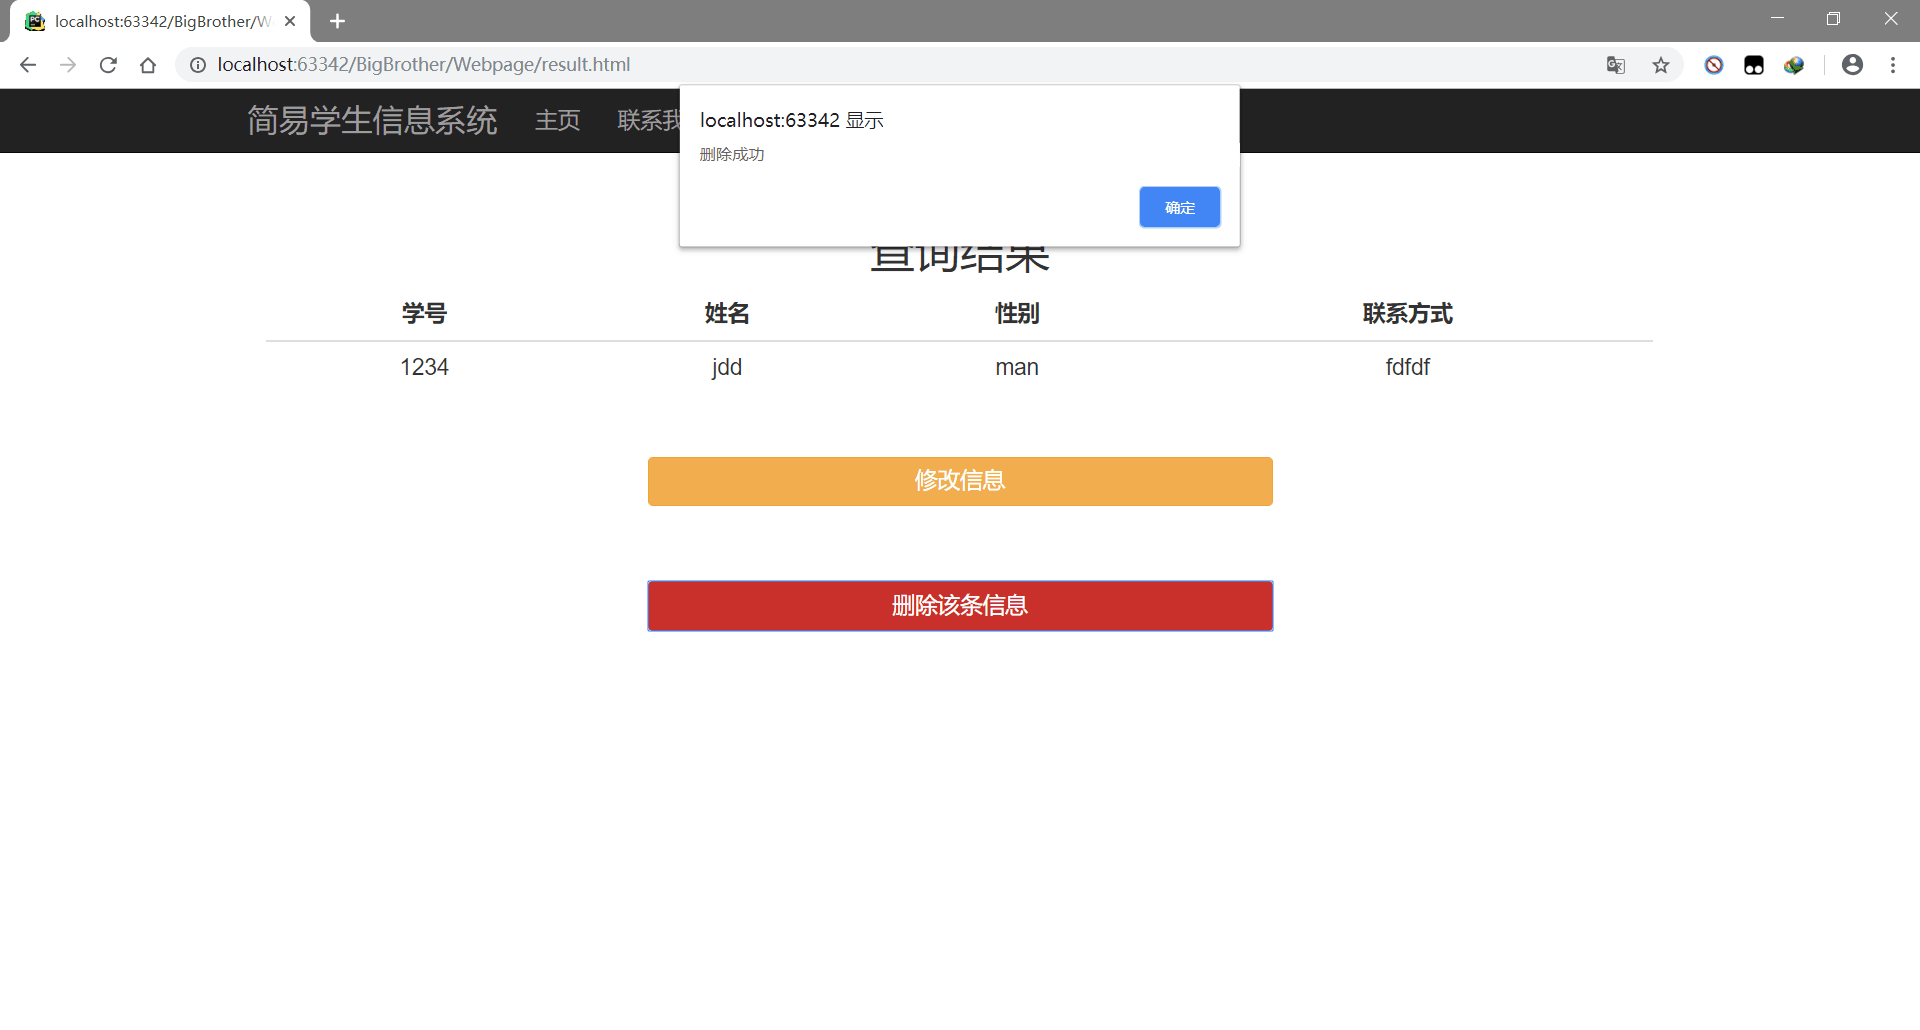 localhost:63342/BigBrother/W
localhost:63342/BigBrother/Webpage/result.html
简易学生信息系统 主页 联系我
localhost:63342 显示
删除成功
确定
查询结果
学号 姓名 性别 联系方式
1234 jdd man fdfdf
修改信息
删除该条信息